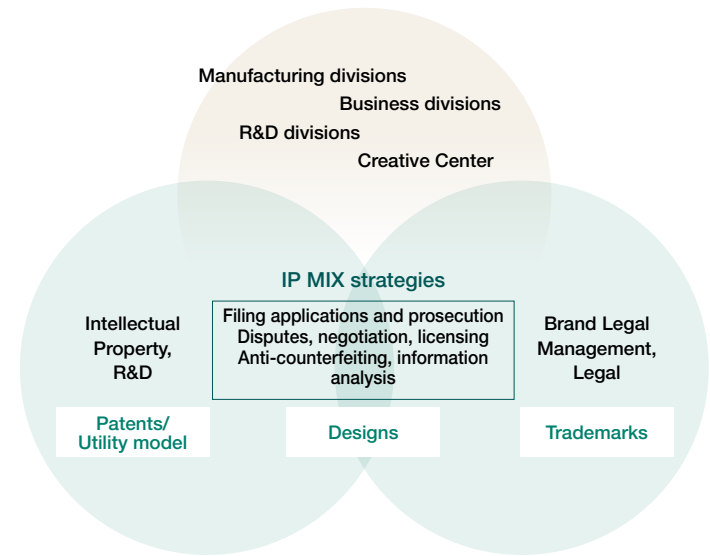 Manufacturing divisions
Business divisions
R&D divisions
Creative Center
IP MIX strategies
Intellectual
Property,
R&D
Filing applications and prosecution
Disputes, negotiation, licensing
Anti-counterfeiting, information
analysis
Brand Legal
Management,
Legal
Patents/
Utility model
Designs
Trademarks